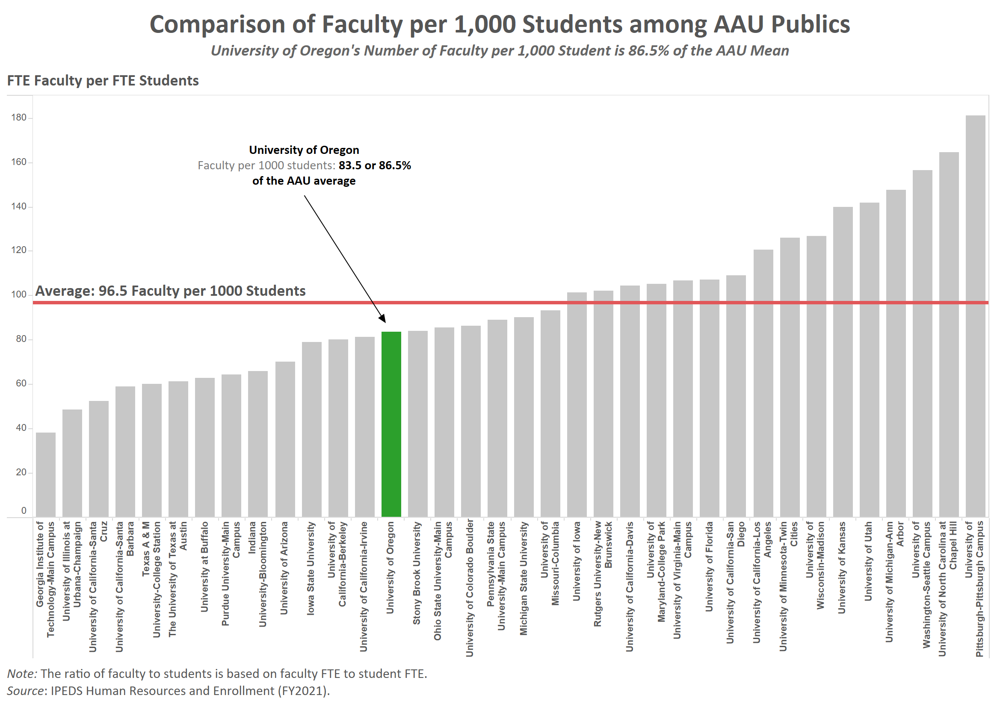 Comparison of Faculty per 1,000 Students among AAU Publics
University of Oregon's Number of Faculty per 1,000 Student is 86.5% of the AAU Mean
FTE Faculty per FTE Students
180
160
140
120
100
80
60
40
20
0
University of Oregon
Faculty per 1000 students: 83.5 or 86.5%
of the AAU average
Average: 96.5 Faculty per 1000 Students
Georgia Institute of
Technology-Main Campus
University of Illinois at
Urbana-Champaign
University of California-Santa
Cruz
University of California-Santa
Barbara
Texas A & M
University-College Station
The University of Texas at
Austin
University at Buffalo
Purdue University-Main
Campus
Indiana
University-Bloomington
University of Arizona
Iowa State University
University of
California-Berkeley
University of California-Irvine
University of Oregon
Stony Brook University
Ohio State University-Main
Campus
University of Colorado Boulder
Pennsylvania State
University-Main Campus
Michigan State University
University of
Missouri-Columbia
University of Iowa
Rutgers University-New
Brunswick
University of California-Davis
University of
Maryland-College Park
University of Virginia-Main
Campus
University of Florida
University of California-San
Diego
University of California-Los
Angeles
University of Minnesota-Twin
Cities
University of
Wisconsin-Madison
University of Kansas
University of Utah
University of Michigan-Ann
Arbor
University of
Washington-Seattle Campus
University of North Carolina at
Chapel Hill
University of
Pittsburgh-Pittsburgh Campus
Note: The ratio of faculty to students is based on faculty FTE to student FTE.
Source: IPEDS Human Resources and Enrollment (FY2021).